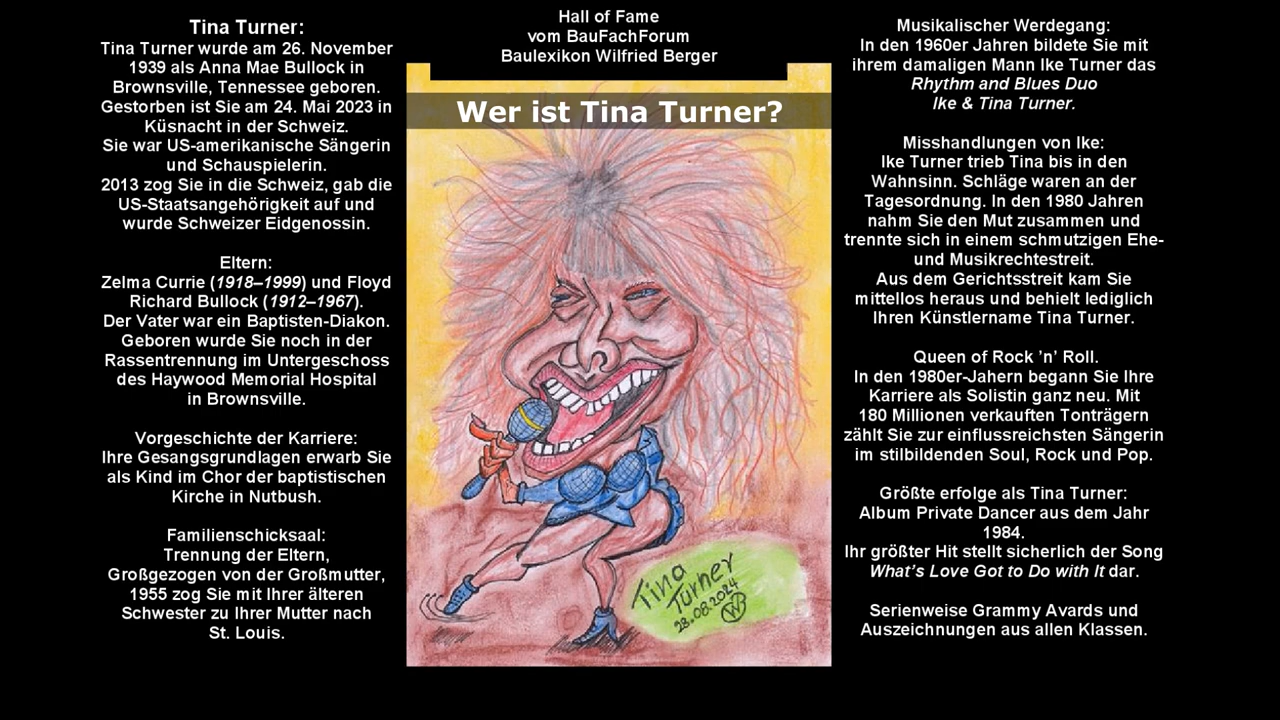 Tina Turner:
Tina Turner wurde am 26. November
1939 als Anna Mae Bullock in
Brownsville, Tennessee geboren.
Gestorben ist Sie am 24. Mai 2023 in
Küsnacht in der Schweiz.
Sie war US-amerikanische Sängerin
und Schauspielerin.
2013 zog Sie in die Schweiz, gab die
US-Staatsangehörigkeit auf und
wurde Schweizer Eidgenossin.
Eltern:
Zelma Currie (1918–1999) und Floyd
Richard Bullock (1912–1967).
Der Vater war ein Baptisten-Diakon.
Geboren wurde Sie noch in der
Rassentrennung im Untergeschoss
des Haywood Memorial Hospital
in Brownsville.
Vorgeschichte der Karriere:
Ihre Gesangsgrundlagen erwarb Sie
als Kind im Chor der baptistischen
Kirche in Nutbush.
Familienschicksaal:
Trennung der Eltern,
Großgezogen von der Großmutter,
1955 zog Sie mit Ihrer älteren
Schwester zu Ihrer Mutter nach
St. Louis.
Hall of Fame
vom BauFachForum
Baulexikon Wilfried Berger
Wer ist Tina Turner?
Tina
Turner
28.08.2024
WB
Musikalischer Werdegang:
In den 1960er Jahren bildete Sie mit
ihrem damaligen Mann Ike Turner das
Rhythm and Blues Duo
Ike & Tina Turner.
Misshandlungen von Ike:
Ike Turner trieb Tina bis in den
Wahnsinn. Schläge waren an der
Tagesordnung. In den 1980 Jahren
nahm Sie den Mut zusammen und
trennte sich in einem schmutzigen Ehe-
und Musikrechtestreit.
Aus dem Gerichtsstreit kam Sie
mittellos heraus und behielt lediglich
Ihren Künstlername Tina Turner.
Queen of Rock ’n’ Roll.
In den 1980er-Jahern begann Sie Ihre
Karriere als Solistin ganz neu. Mit
180 Millionen verkauften Tonträgern
zählt Sie zur einflussreichsten Sängerin
im stilbildenden Soul, Rock und Pop.
Größte erfolge als Tina Turner:
Album Private Dancer aus dem Jahr
1984.
Ihr größter Hit stellt sicherlich der Song
What’s Love Got to Do with It dar.
Serienweise Grammy Avards und
Auszeichnungen aus allen Klassen.